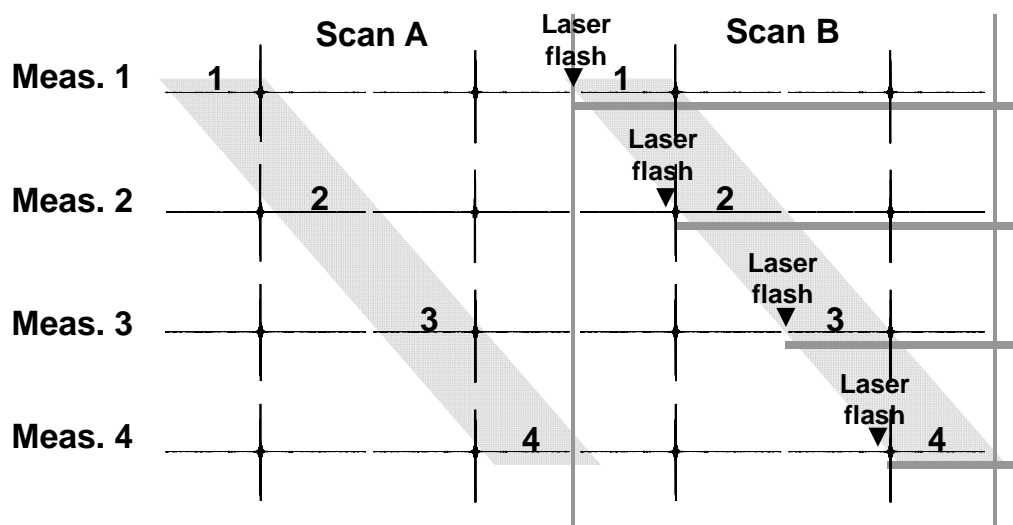 Scan A
Laser
flash
Scan B
Meas. 1
1
1
Laser
flash
Meas. 2
2
2
Laser
flash
Meas. 3
3
3
Laser
flash
Meas. 4
4
4